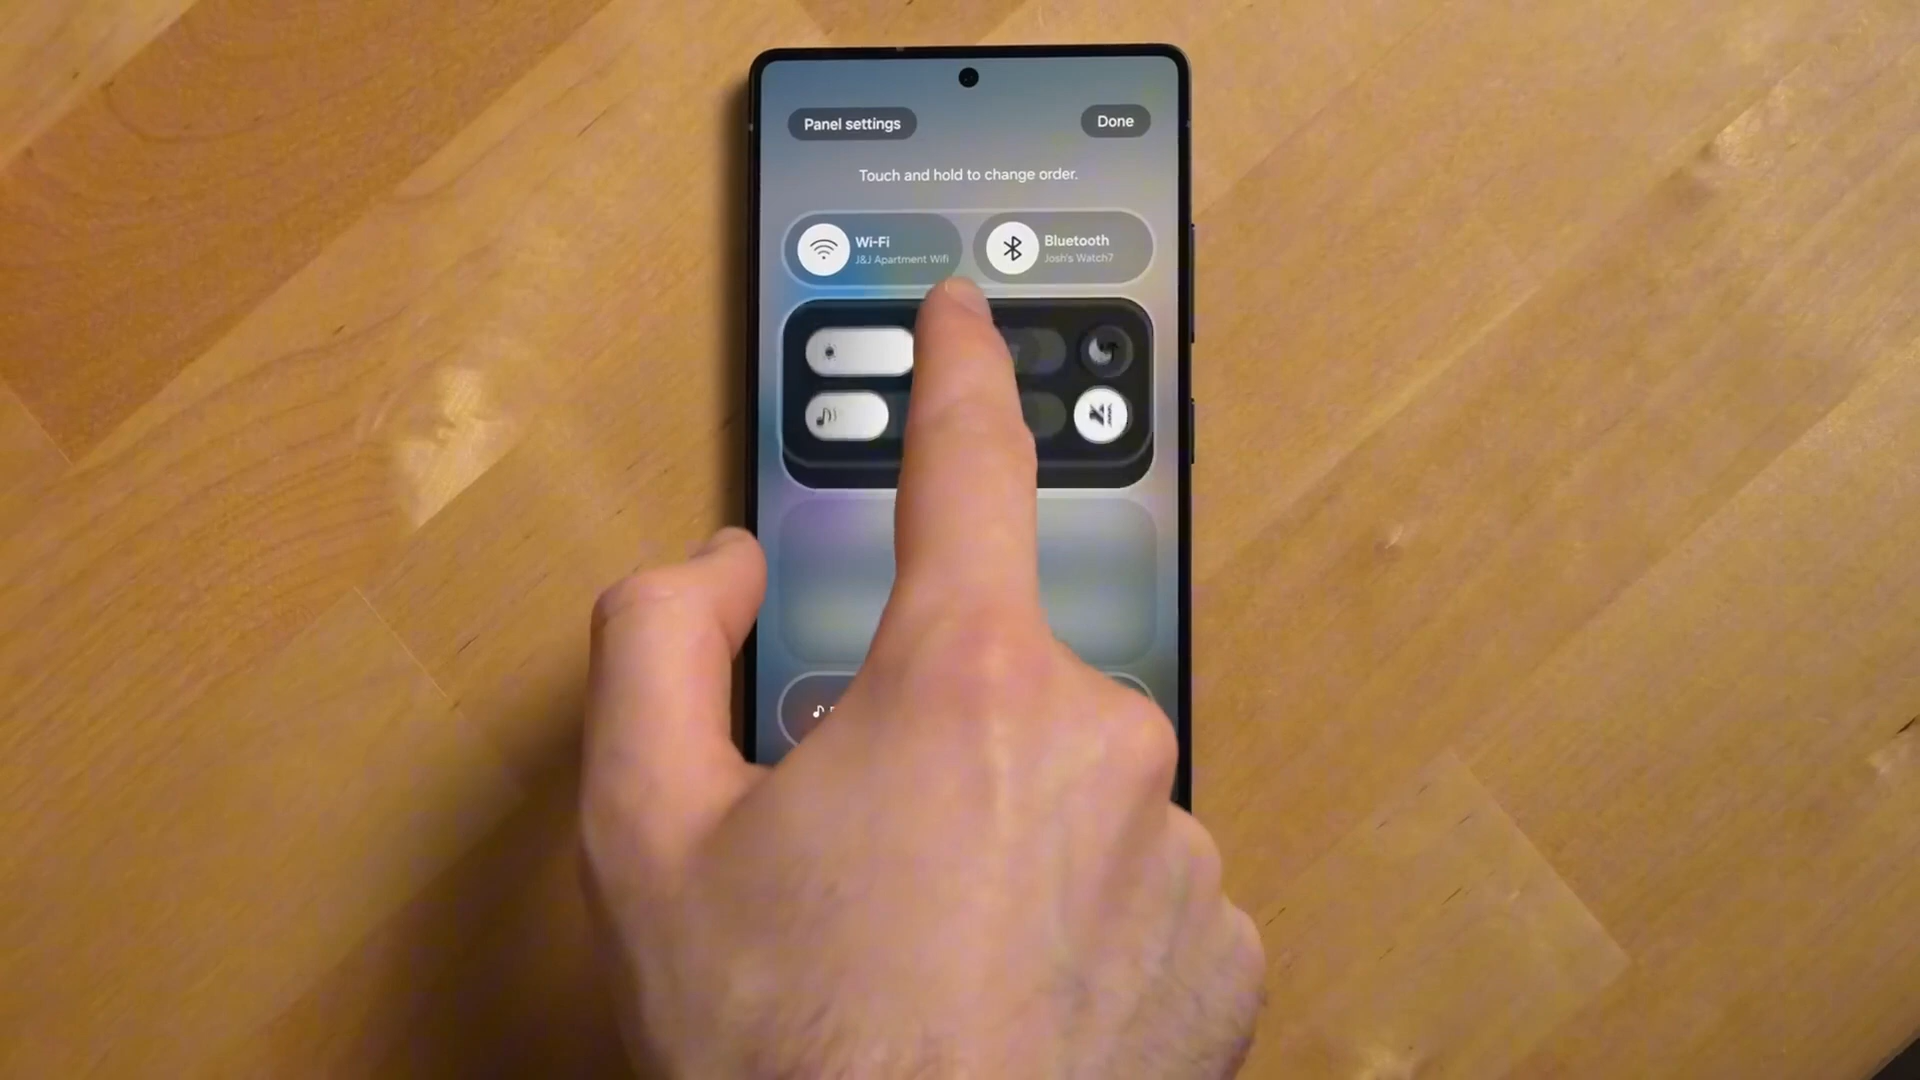 Panel settings
Done
Touch and hold to change order.
Wi-Fi
J&J Apartment Wifi
Bluetooth
Josh's Watch7